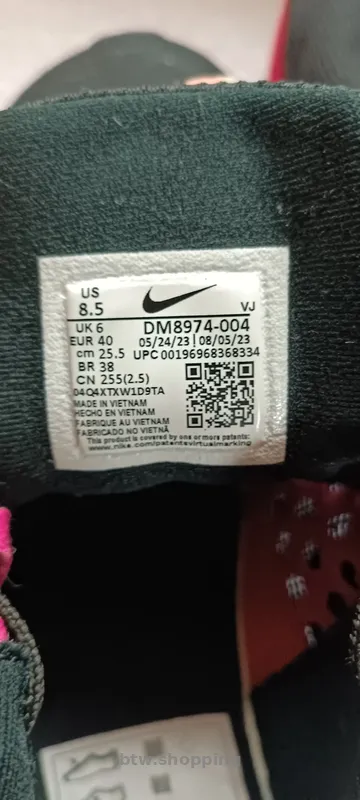 US
8.5
VJ
UK 6
DM8974-004
EUR 40
05/24/23 | 08/05/23
cm 25.5
UPC 00196968368334
BR 38
CN 255(2.5)
04Q4XTXW1D9TA
MADE IN VIETNAM
HECHO EN VIETNAM
FABRIQUE AU VIETNAM
FABRICADO NO VIETNÃ
This product is covered by one or more patents:
www.nike.com/patentsvirtualmarking
btw.shopping